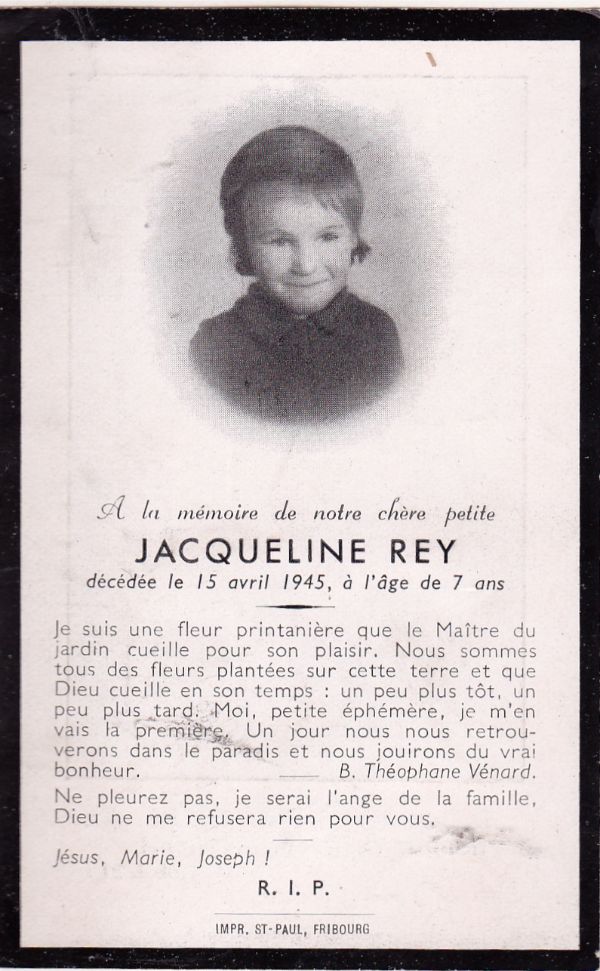 A la mémoire de notre chère petite
JACQUELINE REY
décédée le 15 avril 1945, à l'âge de 7 ans
Je suis une fleur printanière que le Maître du
jardin cueille pour son plaisir. Nous sommes
tous des fleurs plantées sur cette terre et que
Dieu cueille en son temps : un peu plus tôt, un
peu plus tard. Moi, petite éphémère, je m'en
vais la première. Un jour nous nous retrou-
verons dans le paradis et nous jouirons du vrai
bonheur. B. Théophane Vénard.
Ne pleurez pas, je serai l'ange de la famille,
Dieu ne me refusera rien pour vous.
Jésus, Marie, Joseph !
R. I. P.
IMPR. ST-PAUL, FRIBOURG